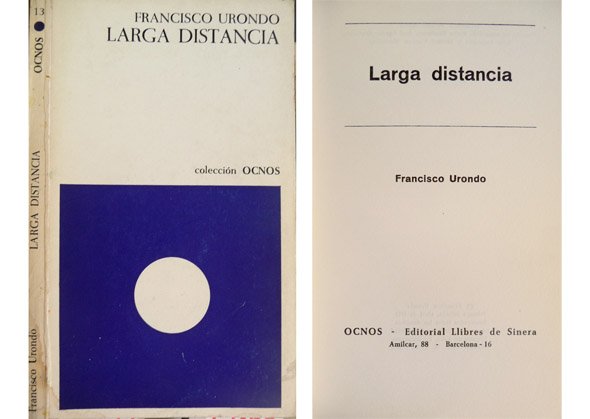 13
OCNOS
LARGA DISTANCIA
Francisco Urondo
FRANCISCO URONDO
LARGA DISTANCIA
colección OCNOS
Larga distancia
Francisco Urondo
OCNOS - Editorial Llibres de Sinera
Amílcar, 88 - Barcelona - 16